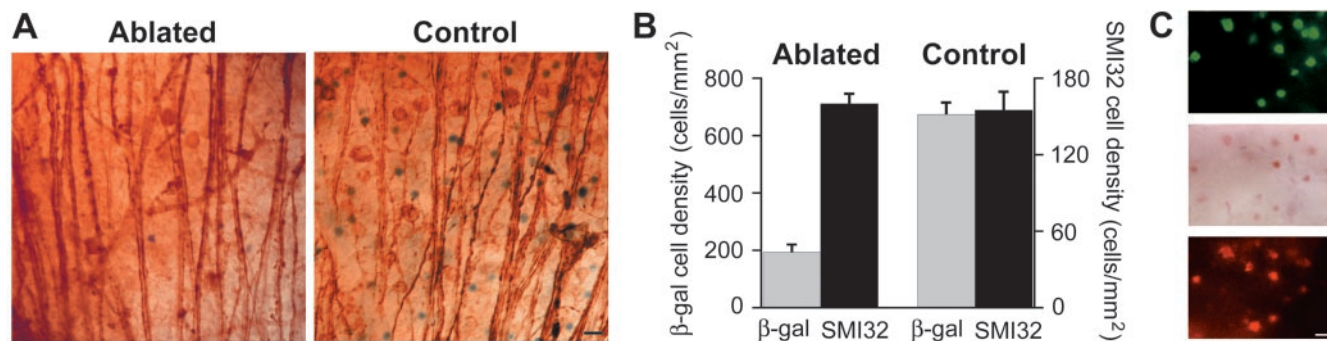 A
Ablated
Control
B
Ablated
Control
β-gal cell density (cells/mm²)
800
600
400
200
0
β-gal
SMI32
β-gal
SMI32
180
120
60
0
SMI32 cell density (cells/mm²)
C